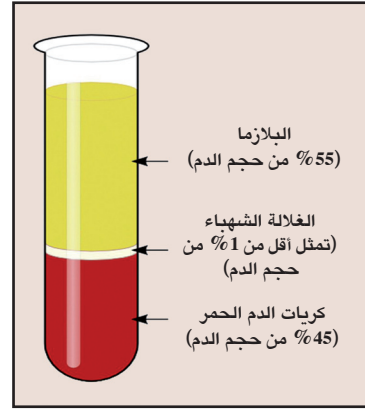 البلازما
(55% من حجم الدم)
الغلالة الشهباء
(تمثل أقل من 1% من
حجم الدم)
كريات الدم الحمر
(45% من حجم الدم)